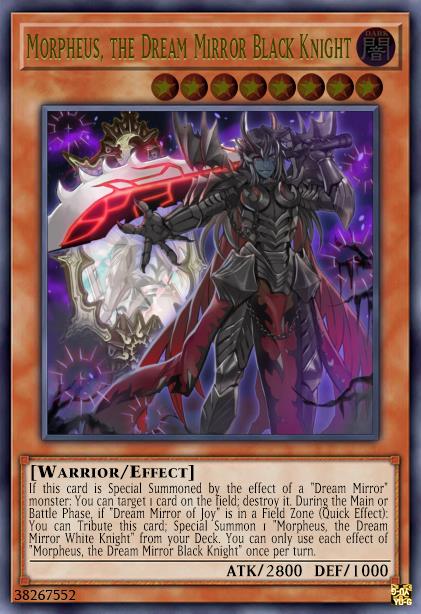 Morpheus, the Dream Mirror Black Knight
DARK
闇
[Warrior/Effect]
If this card is Special Summoned by the effect of a "Dream Mirror"
monster: You can target 1 card on the field; destroy it. During the Main or
Battle Phase, if "Dream Mirror of Joy" is in a Field Zone (Quick Effect):
You can Tribute this card; Special Summon 1 "Morpheus, the Dream
Mirror White Knight" from your Deck. You can only use each effect of
"Morpheus, the Dream Mirror Black Knight" once per turn.
ATK/2800 DEF/1000
38267552